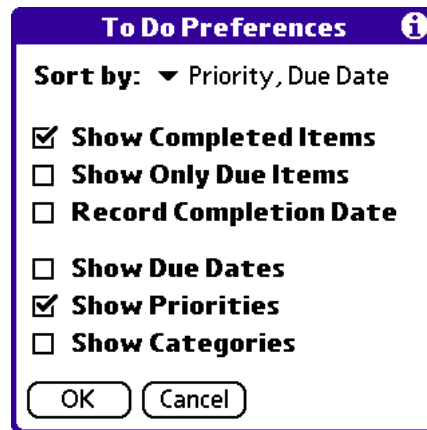 To Do Preferences
Sort by: Priority, Due Date
Show Completed Items
Show Only Due Items
Record Completion Date
Show Due Dates
Show Priorities
Show Categories
OK Cancel